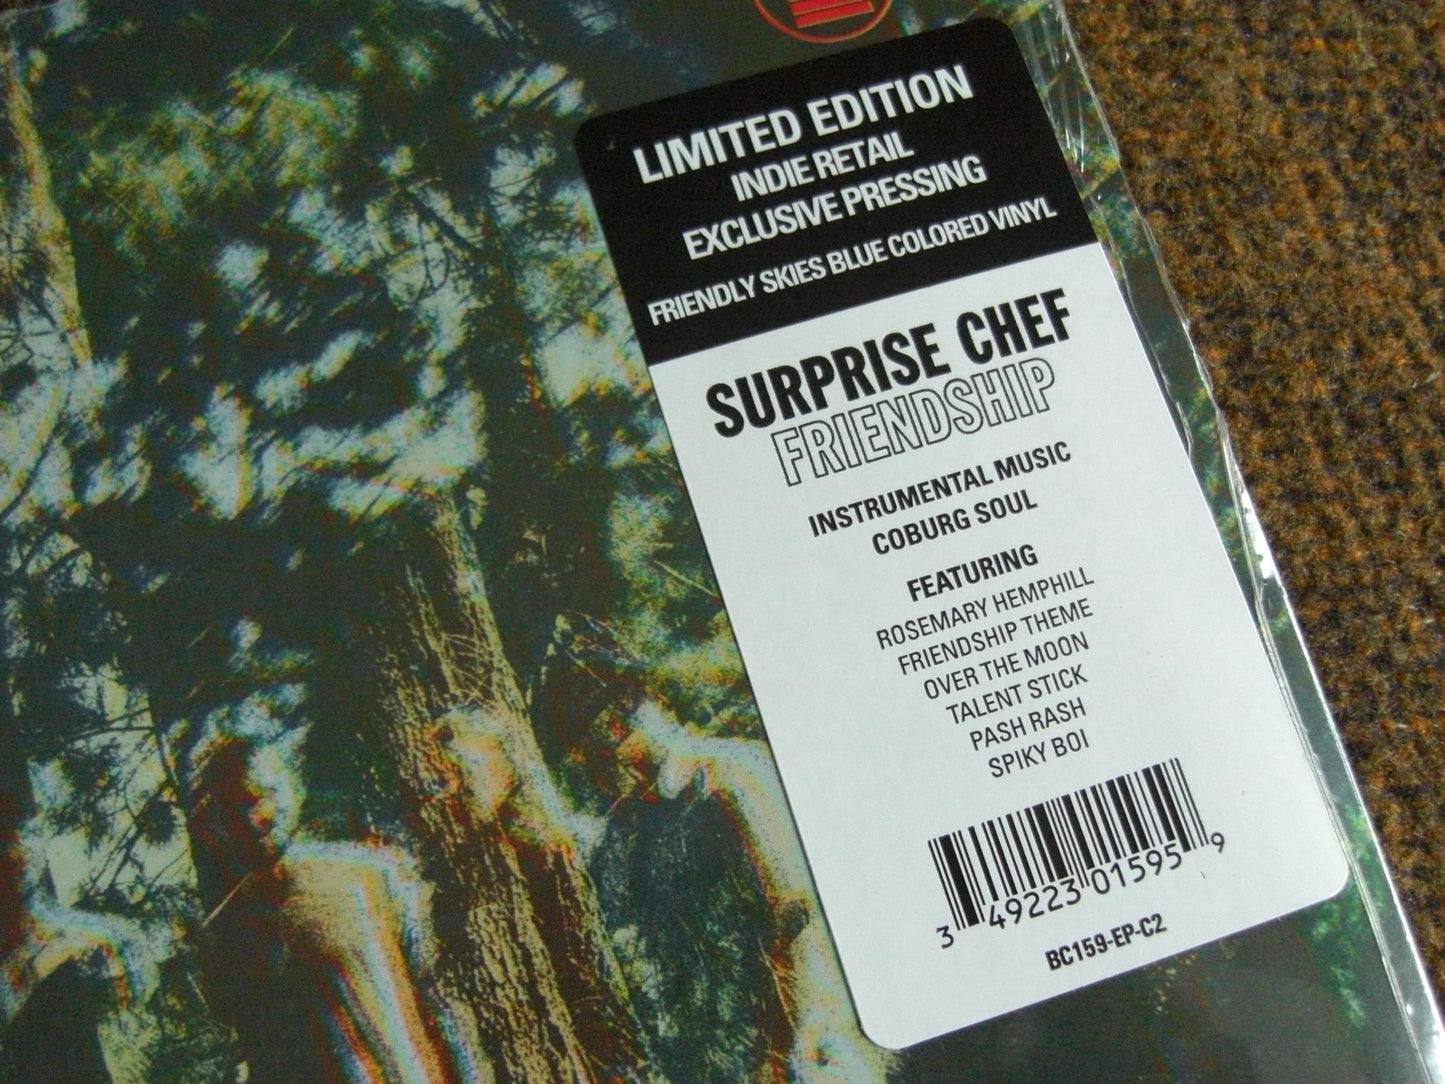 LIMITED EDITION
INDIE RETAIL
EXCLUSIVE PRESSING
FRIENDLY SKIES BLUE COLORED VINYL
SURPRISE CHEF
FRIENDSHIP
INSTRUMENTAL MUSIC
COBURG SOUL
FEATURING
ROSEMARY HEMPHILL
FRIENDSHIP THEME
OVER THE MOON
TALENT STICK
PASH RASH
SPIKY BOI
3 49223 01595 9
BC159-EP-C2